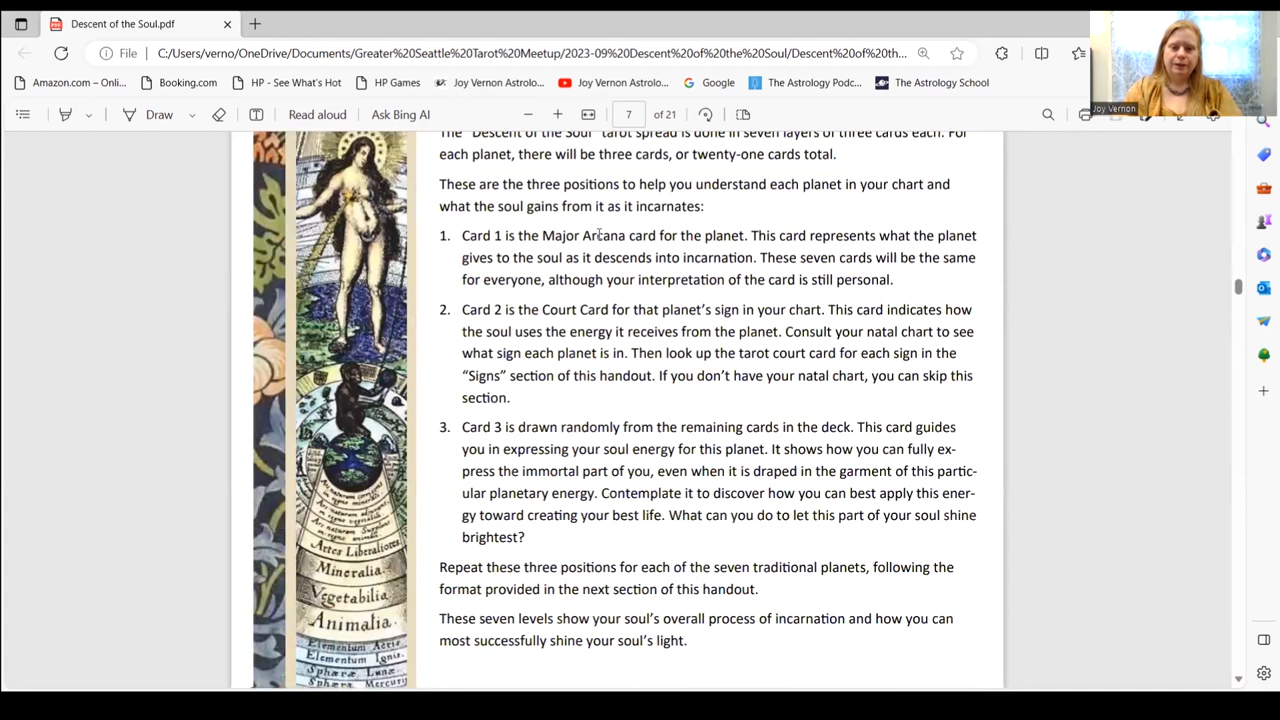 Descent of the Soul.pdf
File
C:/Users/verno/OneDrive/Documents/Greater%20Seattle%20Tarot%20Meetup/2023-09%20Descent%20of%20the%20Soul/Descent%20of%20th...
Amazon.com – Onli...
Booking.com
HP - See What's Hot
HP Games
Joy Vernon Astrolo...
Joy Vernon Astrolo...
Google
The Astrology Podc...
The Astrology School
Joy Vernon
Draw
Read aloud
Ask Bing AI
7
of 21
The "Descent of the Soul" tarot spread is done in seven layers of three cards each. For
each planet, there will be three cards, or twenty-one cards total.
These are the three positions to help you understand each planet in your chart and
what the soul gains from it as it incarnates:
1. Card 1 is the Major Arcana card for the planet. This card represents what the planet
gives to the soul as it descends into incarnation. These seven cards will be the same
for everyone, although your interpretation of the card is still personal.
2. Card 2 is the Court Card for that planet's sign in your chart. This card indicates how
the soul uses the energy it receives from the planet. Consult your natal chart to see
what sign each planet is in. Then look up the tarot court card for each sign in the
"Signs" section of this handout. If you don't have your natal chart, you can skip this
section.
3. Card 3 is drawn randomly from the remaining cards in the deck. This card guides
you in expressing your soul energy for this planet. It shows how you can fully ex-
press the immortal part of you, even when it is draped in the garment of this partic-
ular planetary energy. Contemplate it to discover how you can best apply this ener-
gy toward creating your best life. What can you do to let this part of your soul shine
brightest?
Repeat these three positions for each of the seven traditional planets, following the
format provided in the next section of this handout.
These seven levels show your soul's overall process of incarnation and how you can
most successfully shine your soul's light.
Artes Liberaliores
Mineralia
Vegetabilia
Animalia.
Elementum Aeris
Elementum Ignis.
Sphæræ Lunæ
Sphæræ Mercurij